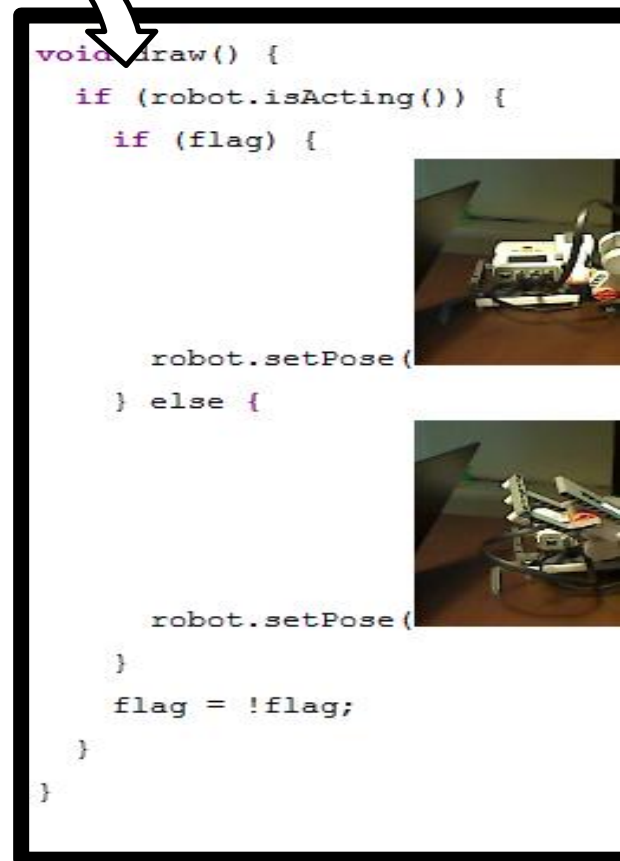 void draw() {
if (robot.isActing()) {
if (flag) {
robot.setPose(
} else {
robot.setPose(
}
flag = !flag;
}
}